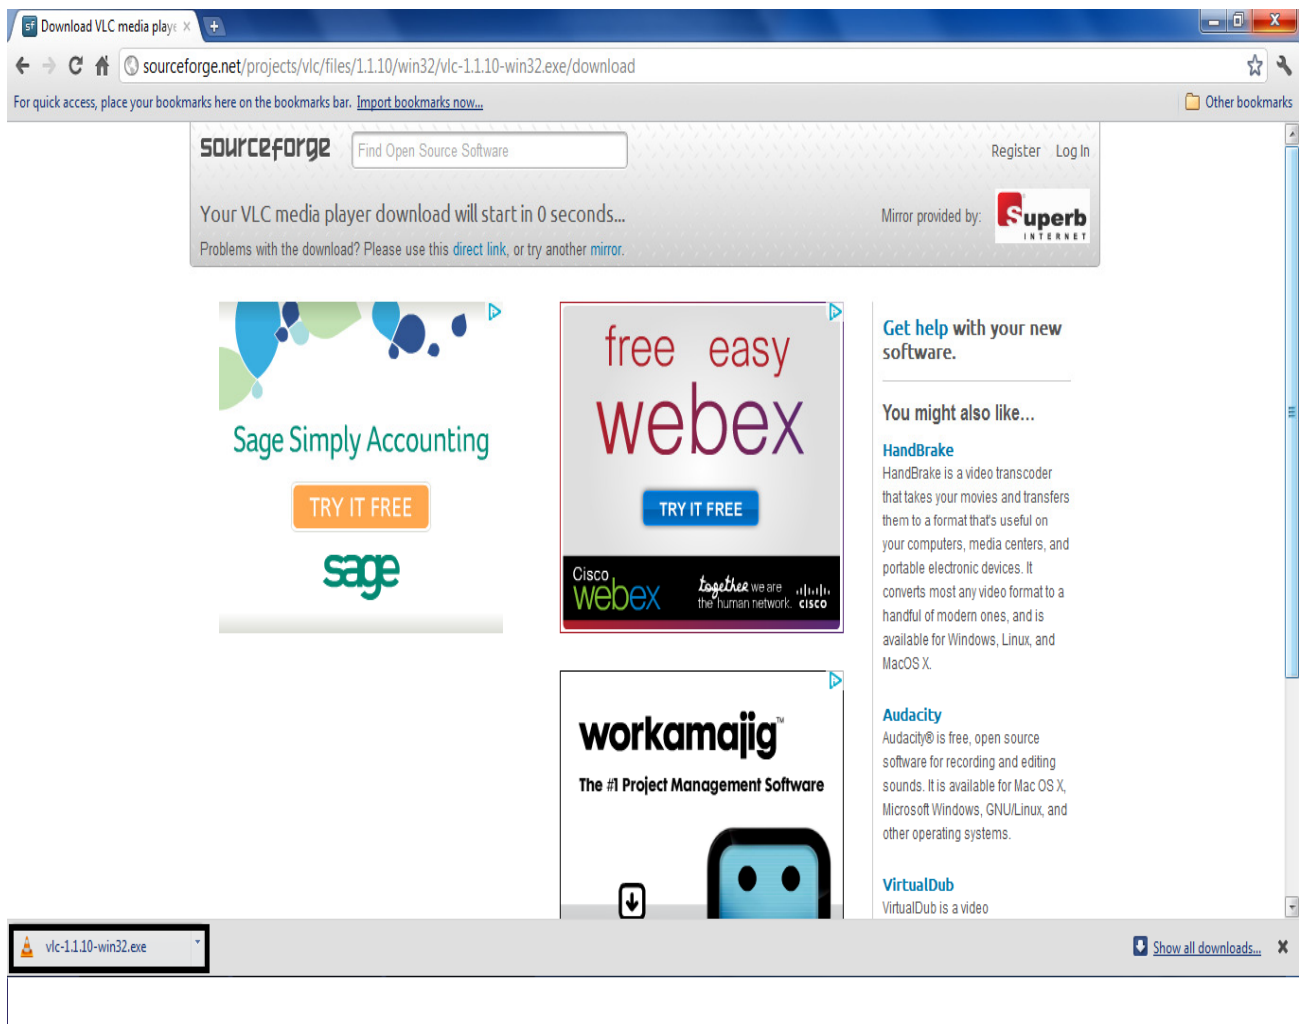 sf Download VLC media playe
sourceforge.net/projects/vlc/files/1.1.10/win32/vlc-1.1.10-win32.exe/download
For quick access, place your bookmarks here on the bookmarks bar. Import bookmarks now...
Other bookmarks
sourceforge
Find Open Source Software
Register Log In
Your VLC media player download will start in 0 seconds...
Problems with the download? Please use this direct link, or try another mirror.
Mirror provided by:
Superb
INTERNET
Sage Simply Accounting
TRY IT FREE
sage
free easy
webex
TRY IT FREE
Cisco
webex
together we are
the human network.
cisco
workamajig™
The #1 Project Management Software
Get help with your new
software.
You might also like...
HandBrake
HandBrake is a video transcoder
that takes your movies and transfers
them to a format that's useful on
your computers, media centers, and
portable electronic devices. It
converts most any video format to a
handful of modern ones, and is
available for Windows, Linux, and
MacOS X.
Audacity
Audacity® is free, open source
software for recording and editing
sounds. It is available for Mac OS X,
Microsoft Windows, GNU/Linux, and
other operating systems.
VirtualDub
VirtualDub is a video
vlc-1.1.10-win32.exe
Show all downloads...